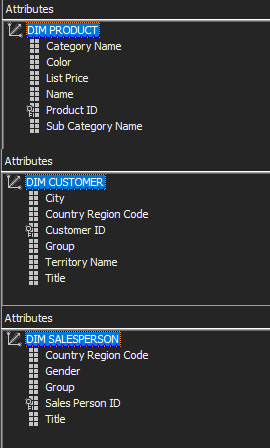 Attributes
DIM PRODUCT
Category Name
Color
List Price
Name
Product ID
Sub Category Name
Attributes
DIM CUSTOMER
City
Country Region Code
Customer ID
Group
Territory Name
Title
Attributes
DIM SALESPERSON
Country Region Code
Gender
Group
Sales Person ID
Title